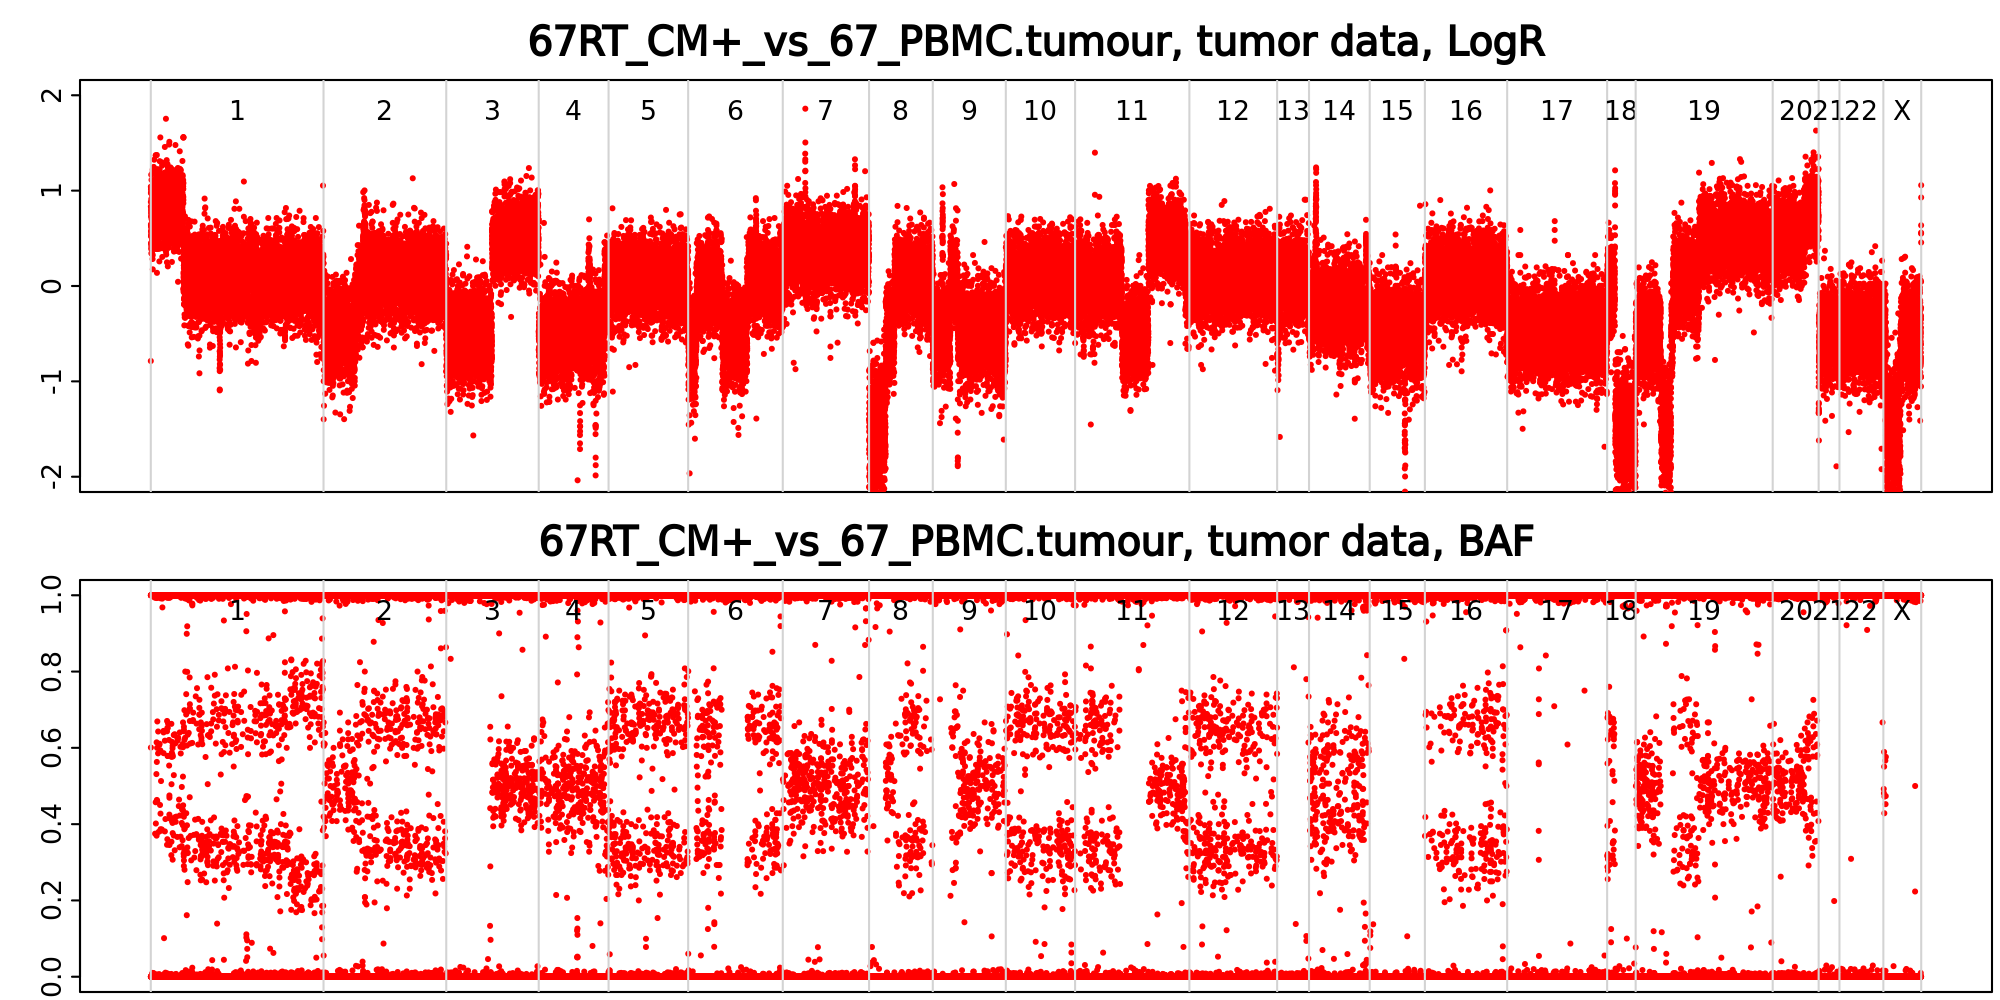 67RT_CM+_vs_67_PBMC.tumour, tumor data, LogR
2
1
0
-1
-2
1 2 3 4 5 6 7 8 9 10 11 12 13 14 15 16 17 18 19 20 21 22 X
67RT_CM+_vs_67_PBMC.tumour, tumor data, BAF
1.0
0.8
0.6
0.4
0.2
0.0
1 2 3 4 5 6 7 8 9 10 11 12 13 14 15 16 17 18 19 20 21 22 X